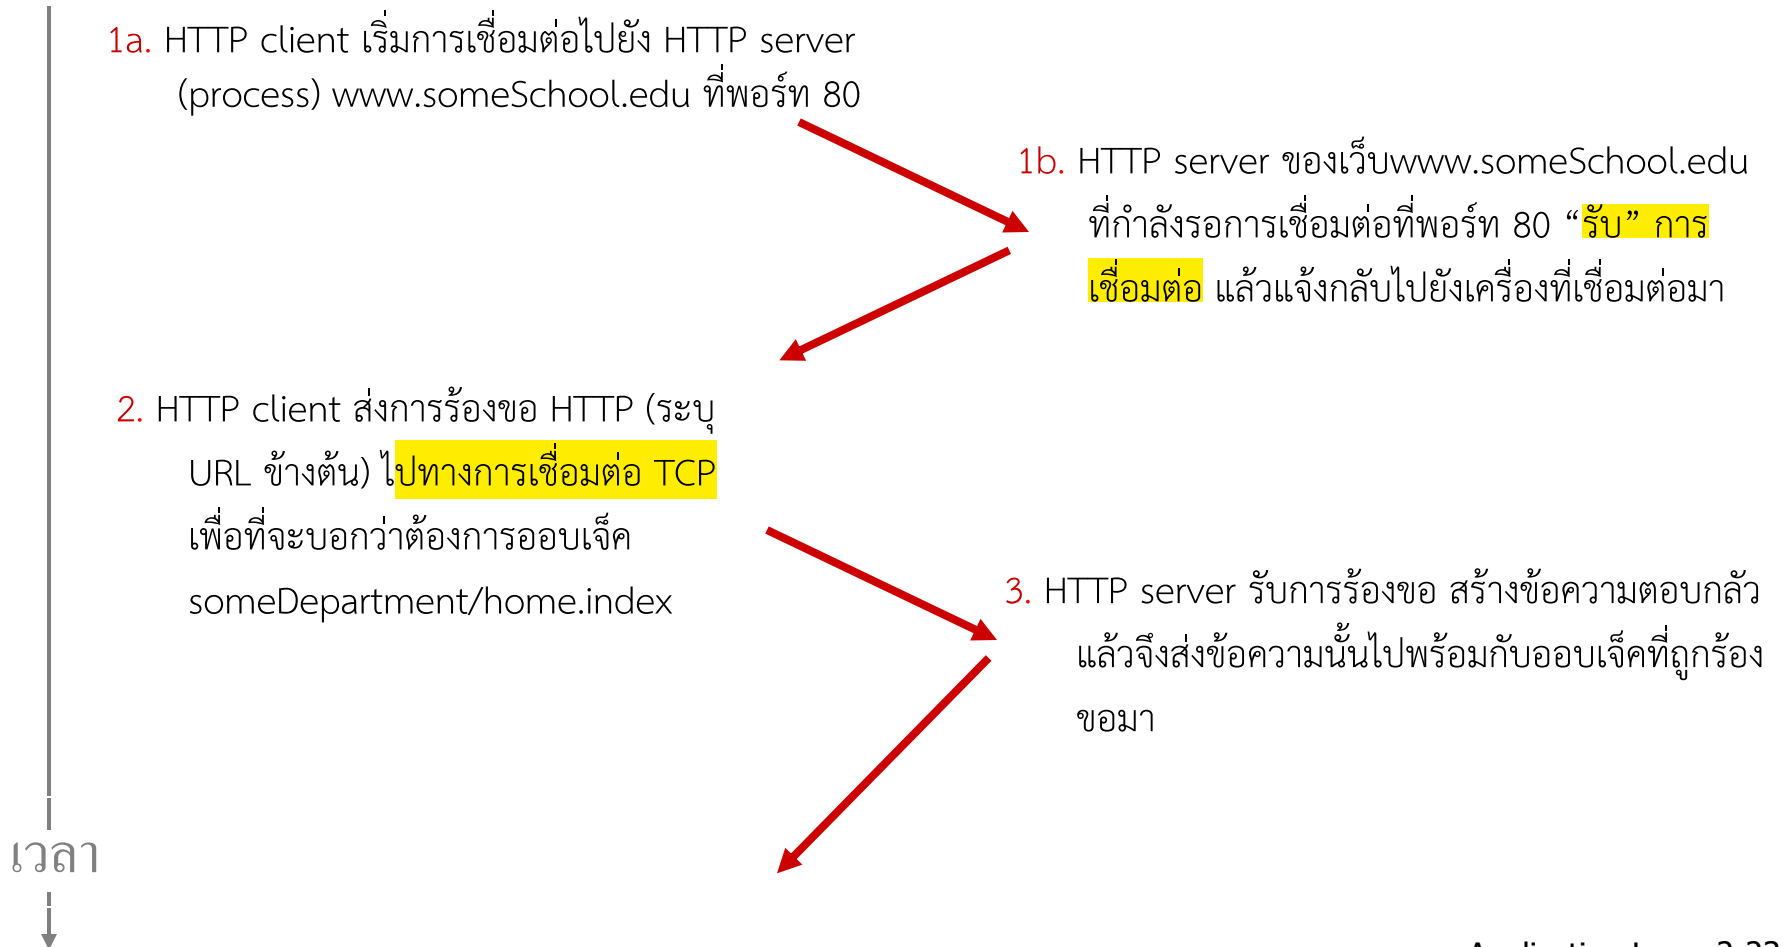 1a. HTTP client เริ่มการเชื่อมต่อไปยัง HTTP server
(process) www.someSchool.edu ที่พอร์ท 80
1b. HTTP server ของเว็บwww.someSchool.edu
ที่กำลังรอการเชื่อมต่อที่พอร์ท 80 “รับ” การ
เชื่อมต่อ แล้วแจ้งกลับไปยังเครื่องที่เชื่อมต่อมา
2. HTTP client ส่งการร้องขอ HTTP (ระบุ
URL ข้างต้น) ไปทางการเชื่อมต่อ TCP
เพื่อที่จะบอกว่าต้องการออบเจ็ค
someDepartment/home.index
3. HTTP server รับการร้องขอ สร้างข้อความตอบกลัว
แล้วจึงส่งข้อความนั้นไปพร้อมกับออบเจ็คที่ถูกร้อง
ขอมา
เวลา